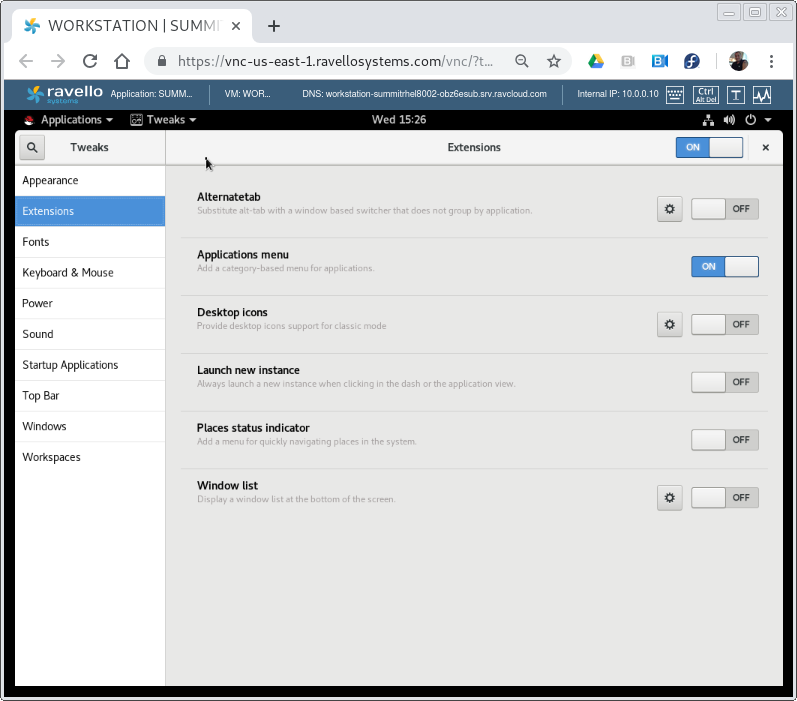 WORKSTATION | SUMMI
https://vnc-us-east-1.ravellosystems.com/vnc/?t...
ravello
systems
Application: SUMM...
VM: WOR...
DNS: workstation-summitrhel8002-obz6esub.srv.ravcloud.com
Internal IP: 10.0.0.10
Ctrl
Alt Del
T
Applications
Tweaks
Wed 15:26
Tweaks
Extensions
ON
Appearance
Extensions
Fonts
Keyboard & Mouse
Power
Sound
Startup Applications
Top Bar
Windows
Workspaces
Alternatetab
Substitute alt-tab with a window based switcher that does not group by application.
OFF
Applications menu
Add a category-based menu for applications.
ON
Desktop icons
Provide desktop icons support for classic mode
OFF
Launch new instance
Always launch a new instance when clicking in the dash or the application view.
OFF
Places status indicator
Add a menu for quickly navigating places in the system.
OFF
Window list
Display a window list at the bottom of the screen.
OFF